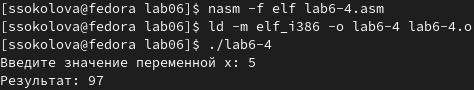 [ssokolova@fedora lab06]$ nasm -f elf lab6-4.asm
[ssokolova@fedora lab06]$ ld -m elf_i386 -o lab6-4 lab6-4.o
[ssokolova@fedora lab06]$ ./lab6-4
Введите значение переменной x: 5
Результат: 97